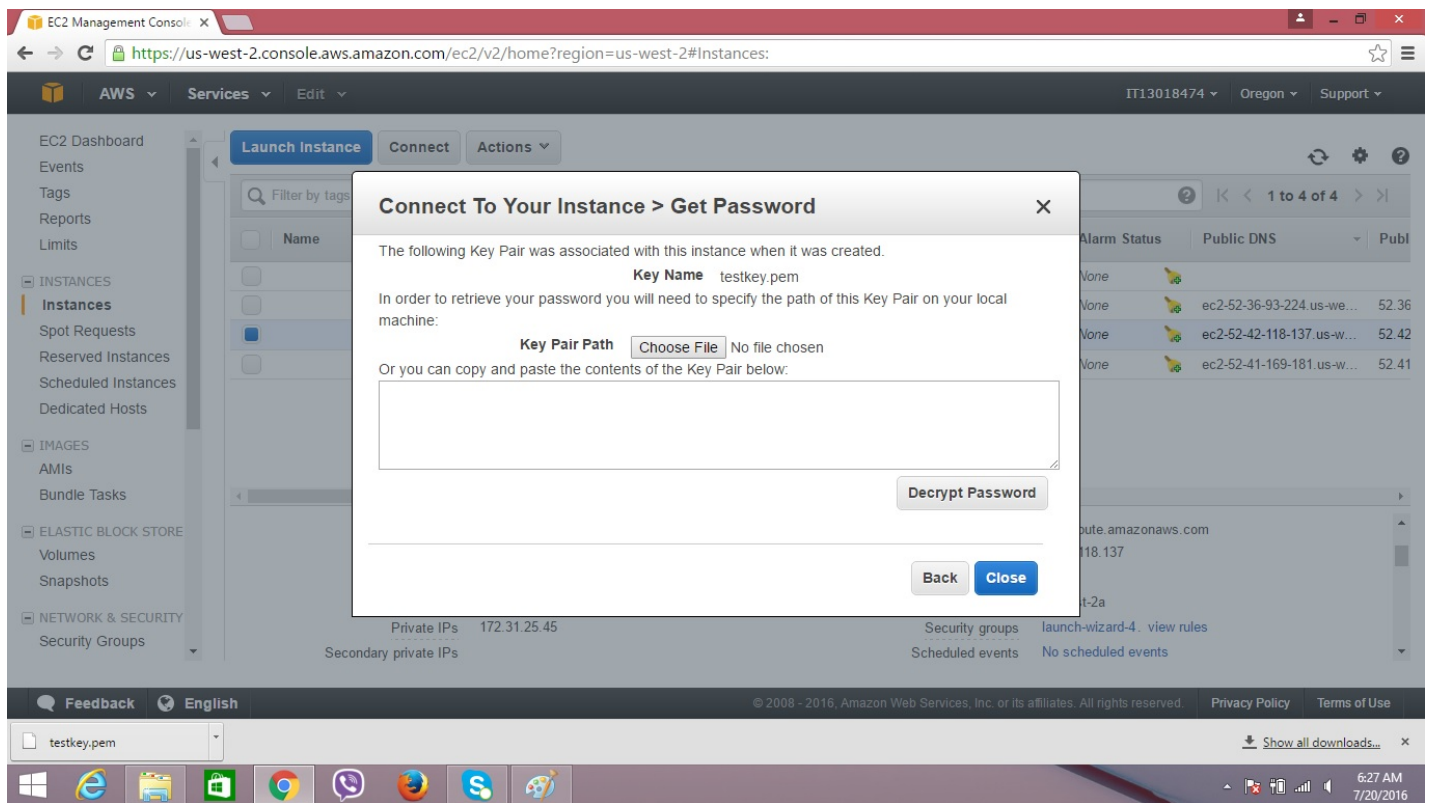 EC2 Management Console
https://us-west-2.console.aws.amazon.com/ec2/v2/home?region=us-west-2#Instances:
AWS Services Edit IT13018474 Oregon Support
EC2 Dashboard
Events
Tags
Reports
Limits
INSTANCES
Instances
Spot Requests
Reserved Instances
Scheduled Instances
Dedicated Hosts
IMAGES
AMIs
Bundle Tasks
ELASTIC BLOCK STORE
Volumes
Snapshots
NETWORK & SECURITY
Security Groups
Launch Instance Connect Actions
Filter by tags 1 to 4 of 4
Name Alarm Status Public DNS Publ
None
None ec2-52-36-93-224.us-we... 52.36
None ec2-52-42-118-137.us-w... 52.42
None ec2-52-41-169-181.us-w... 52.41
Connect To Your Instance > Get Password
The following Key Pair was associated with this instance when it was created.
Key Name testkey.pem
In order to retrieve your password you will need to specify the path of this Key Pair on your local
machine:
Key Pair Path Choose File No file chosen
Or you can copy and paste the contents of the Key Pair below:
Decrypt Password
Back Close
.amazonaws.com
118.137
st-2a
Private IPs 172.31.25.45 Security groups launch-wizard-4. view rules
Secondary private IPs Scheduled events No scheduled events
Feedback English © 2008 - 2016, Amazon Web Services, Inc. or its affiliates. All rights reserved. Privacy Policy Terms of Use
testkey.pem Show all downloads...
6:27 AM
7/20/2016